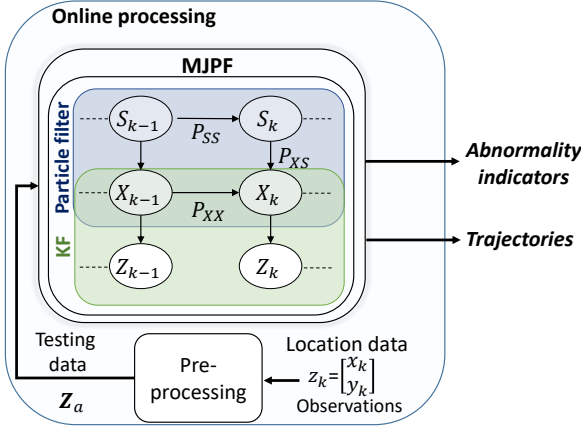 Online processing
MJPF
Particle filter
KF
S_{k−1}
S_k
P_{SS}
P_{XS}
X_{k−1}
X_k
P_{XX}
Z_{k−1}
Z_k
Abnormality
indicators
Trajectories
Testing
data
Z_a
Pre-
processing
Location data
z_k=[x_k
y_k]
Observations